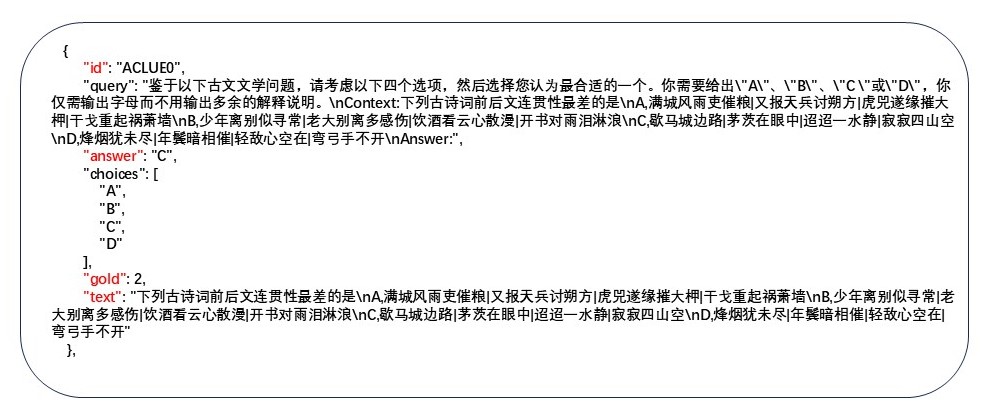 {
"id": "ACLUE0",
"query": "鉴于以下古文文学问题，请考虑以下四个选项，然后选择您认为最合适的一个。你需要给出\"A\"、\"B\"、\"C \"或\"D\"，你
仅需输出字母而不用输出多余的解释说明。\nContext:下列古诗词前后文连贯性最差的是\nA,满城风雨吏催粮|又报天兵讨朔方|虎兕遂缘摧大
柙|干戈重起祸萧墙\nB,少年离别似寻常|老大别离多感伤|饮酒看云心散漫|开书对雨泪淋浪\nC,歇马城边路|茅茨在眼中|迢迢一水静|寂寂四山空
\nD,烽烟犹未尽|年鬓暗相催|轻敌心空在|弯弓手不开\nAnswer:",
"answer": "C",
"choices": [
"A",
"B",
"C",
"D"
],
"gold": 2,
"text": "下列古诗词前后文连贯性最差的是\nA,满城风雨吏催粮|又报天兵讨朔方|虎兕遂缘摧大柙|干戈重起祸萧墙\nB,少年离别似寻常|老
大别离多感伤|饮酒看云心散漫|开书对雨泪淋浪\nC,歇马城边路|茅茨在眼中|迢迢一水静|寂寂四山空\nD,烽烟犹未尽|年鬓暗相催|轻敌心空在|
弯弓手不开"
},